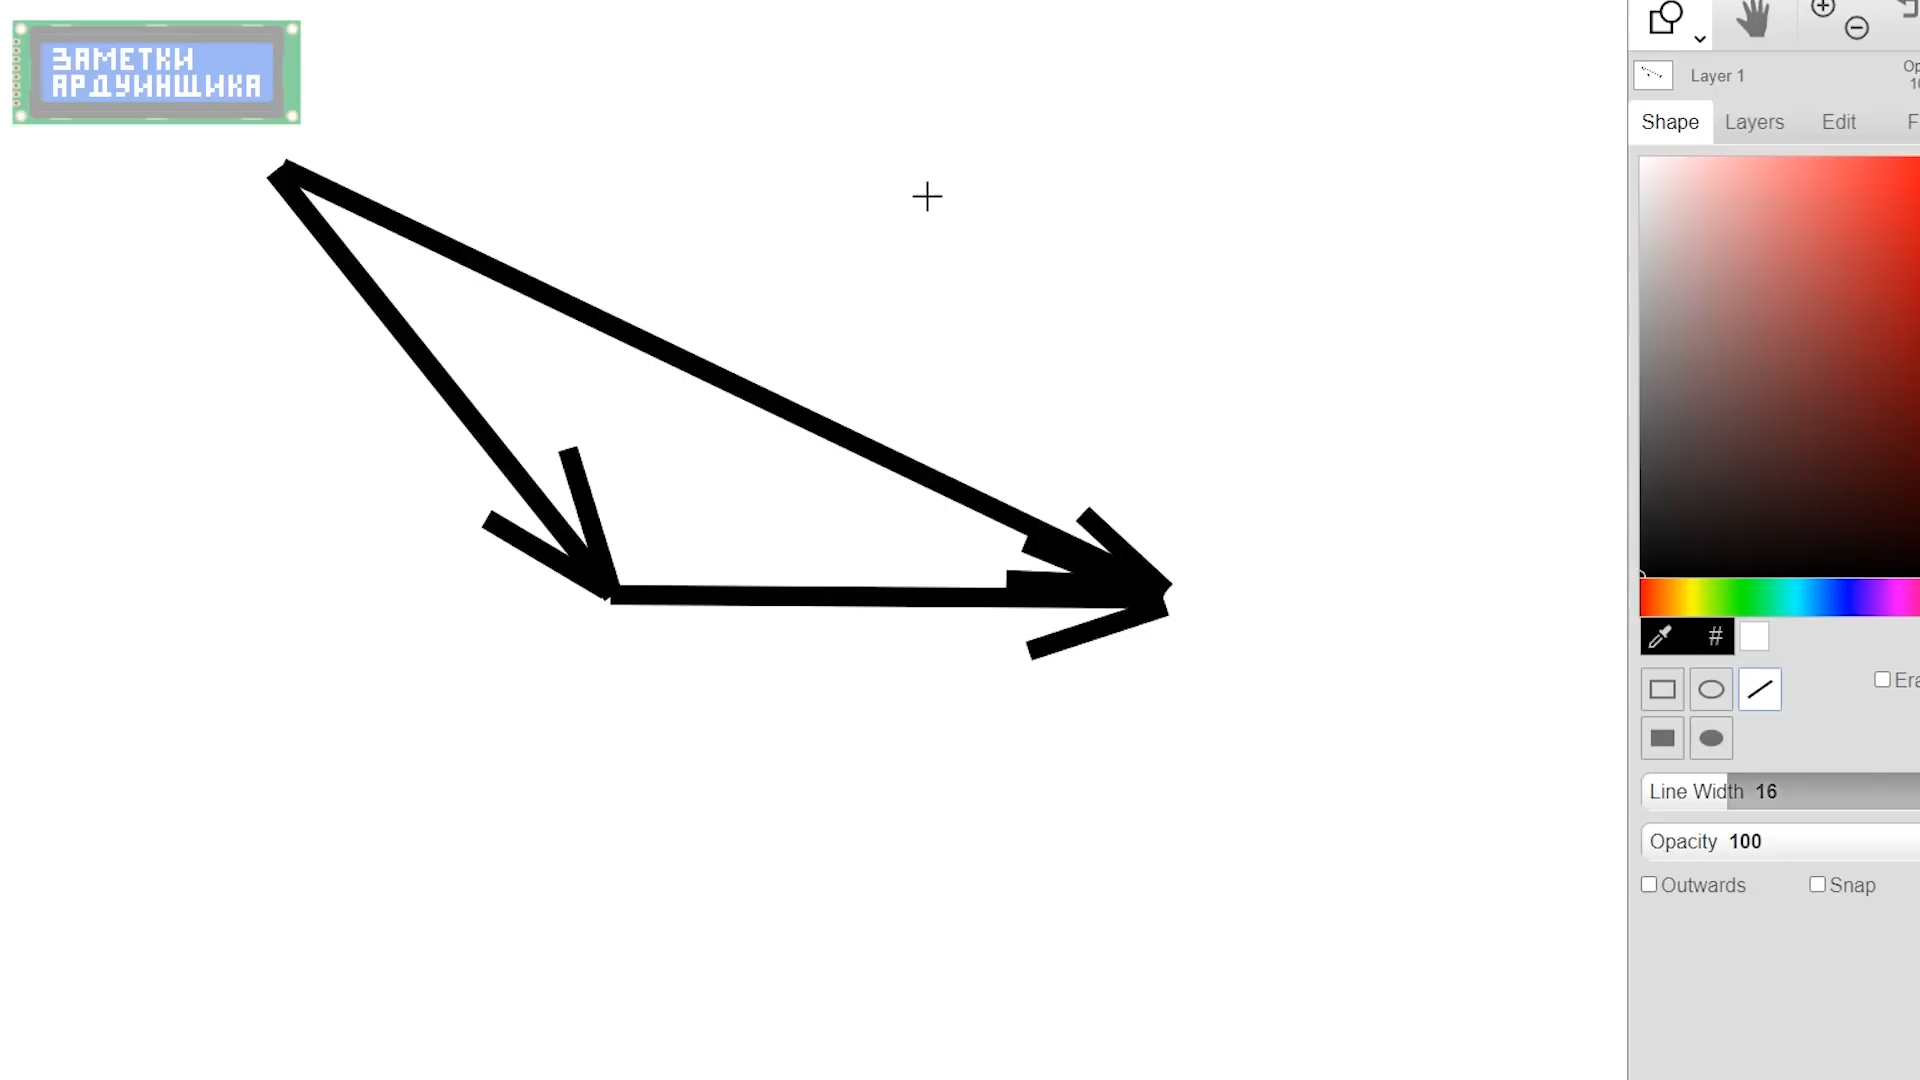 ЗАМЕТКИ
АРДУИНЩИКА
Layer 1
Shape Layers Edit
#
Line Width 16
Opacity 100
Outwards Snap